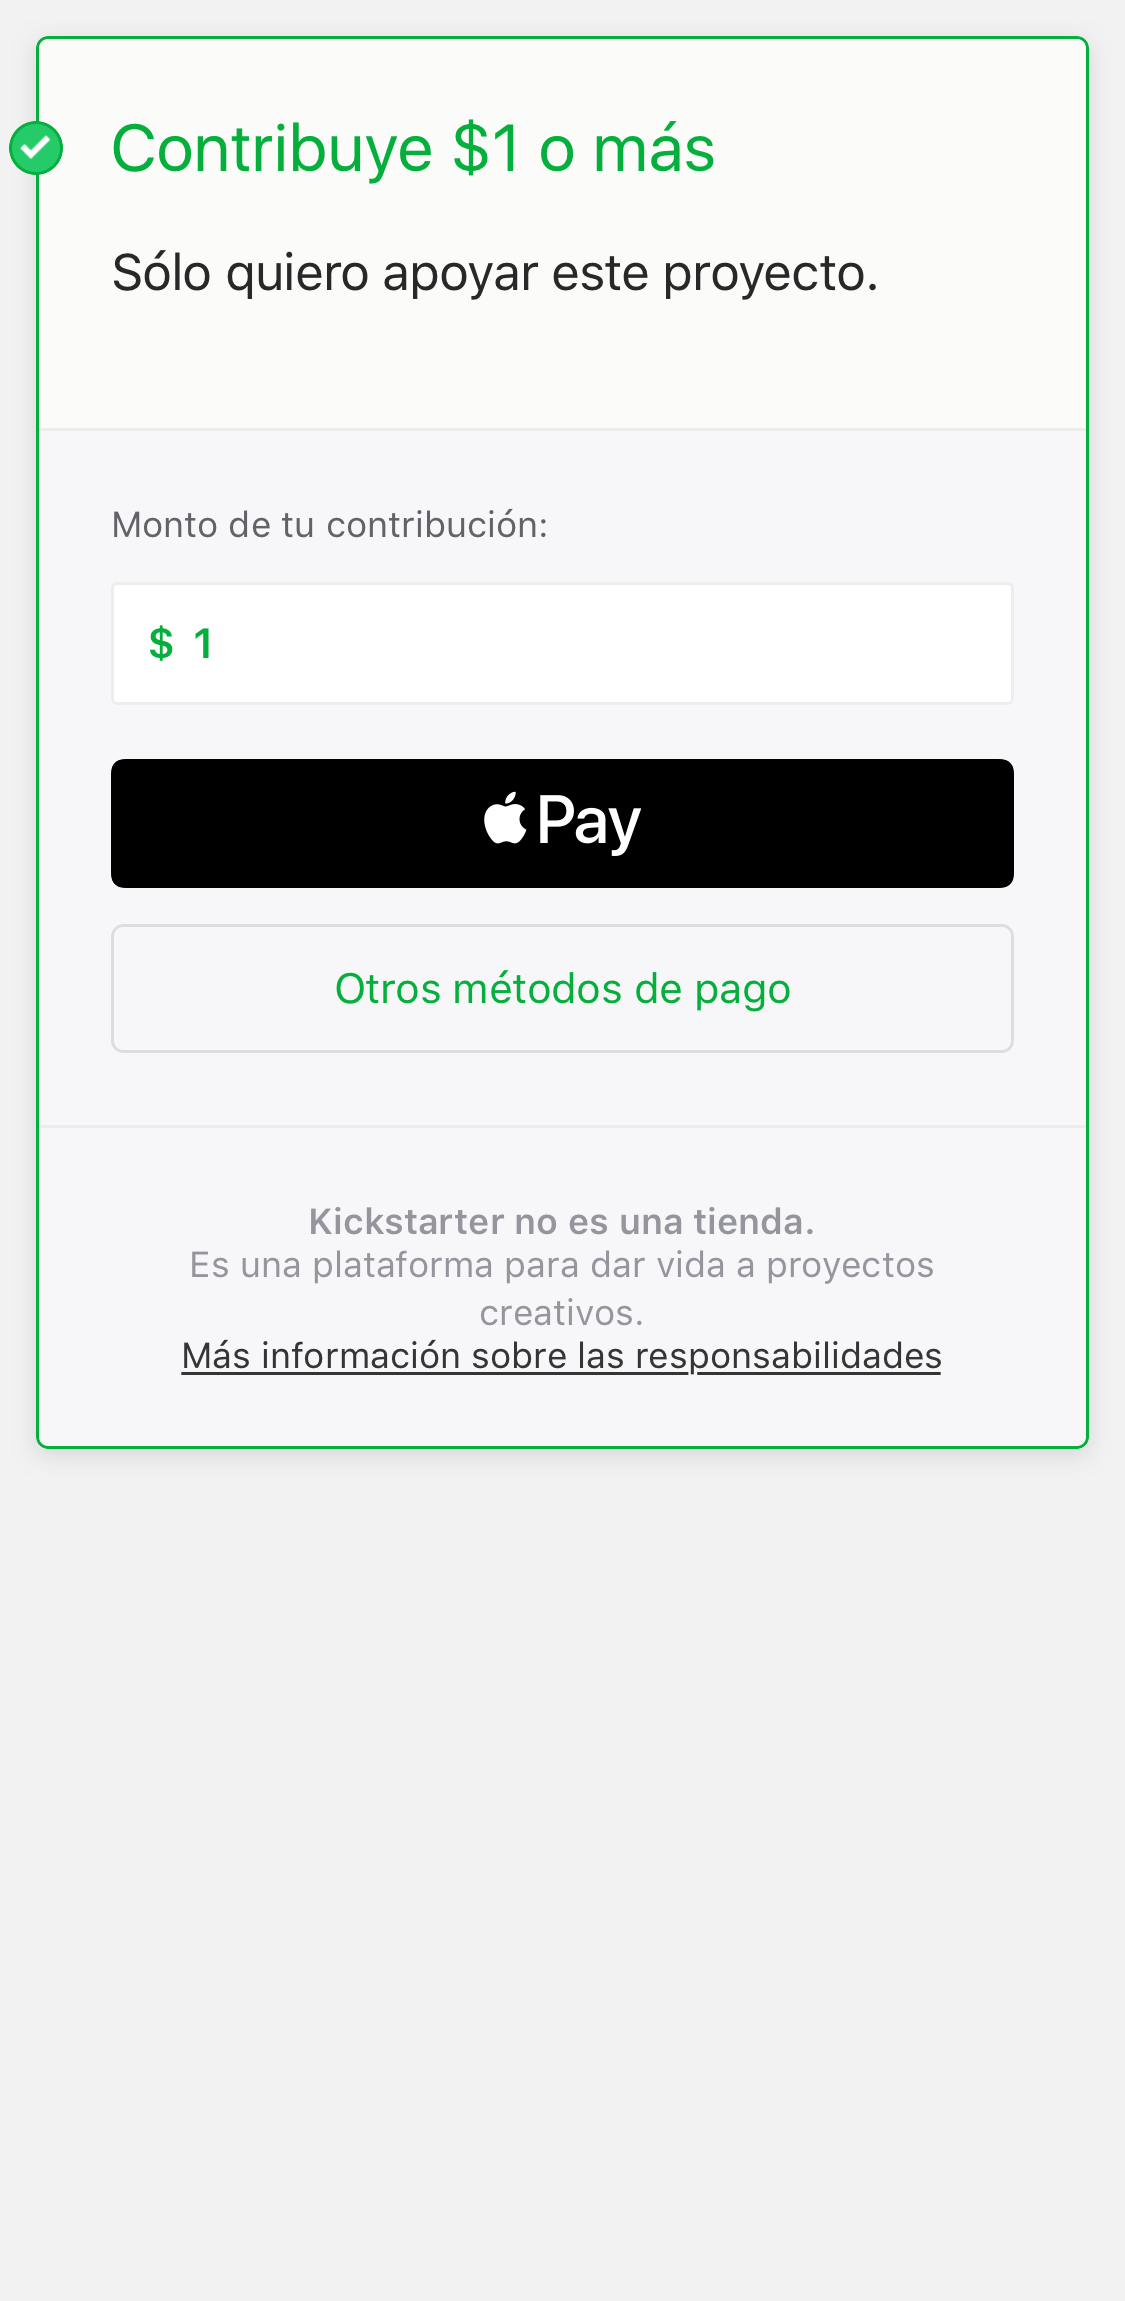 Contribuye $1 o más
Sólo quiero apoyar este proyecto.
Monto de tu contribución:
$ 1
Pay
Otros métodos de pago
Kickstarter no es una tienda.
Es una plataforma para dar vida a proyectos
creativos.
Más información sobre las responsabilidades